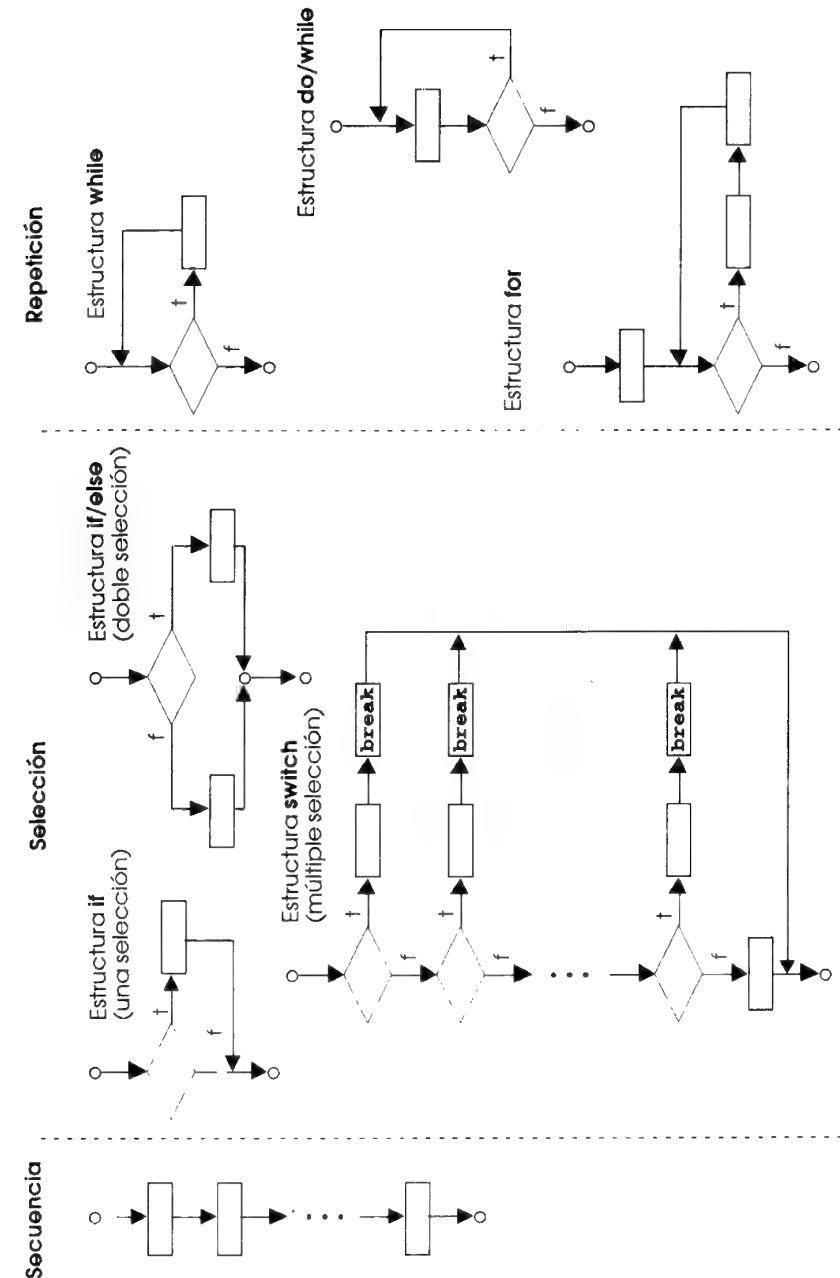 Secuencia
Selección
Estructura if
(una selección)
f
t
Estructura if/else
(doble selección)
f
t
Estructura switch
(múltiple selección)
t
break
f
t
break
f
t
break
f
Repetición
Estructura while
t
f
Estructura do/while
t
f
Estructura for
t
f